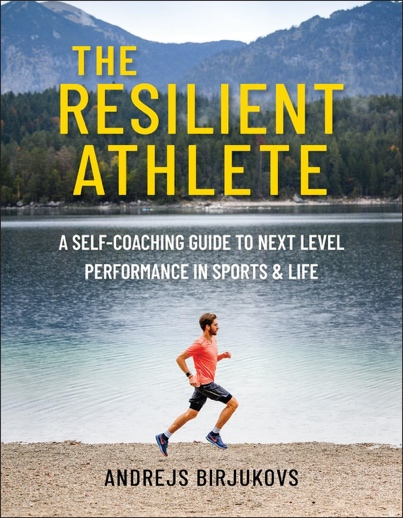 THE
RESILIENT
ATHLETE
A SELF-COACHING GUIDE TO NEXT LEVEL
PERFORMANCE IN SPORTS & LIFE
ANDREJS BIRJUKOVS